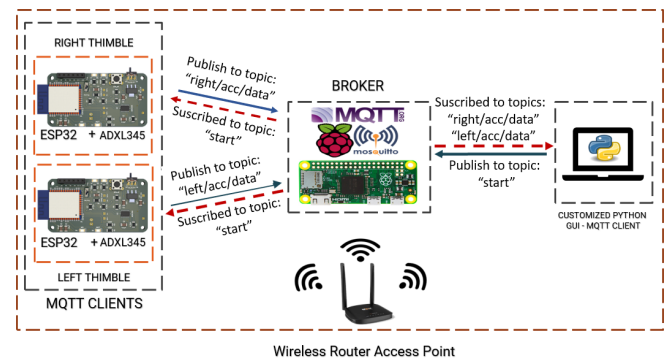 RIGHT THIMBLE
ESP32 + ADXL345
ESP32 + ADXL345
LEFT THIMBLE
MQTT CLIENTS
Publish to topic:
"right/acc/data"
Suscribed to topic:
"start"
Publish to topic:
"left/acc/data"
Suscribed to topic:
"start"
BROKER
MQTT.ORG
mosquitto
Suscribed to topics:
"right/acc/data"
"left/acc/data"
Publish to topic:
"start"
CUSTOMIZED PYTHON
GUI - MQTT CLIENT
Wireless Router Access Point